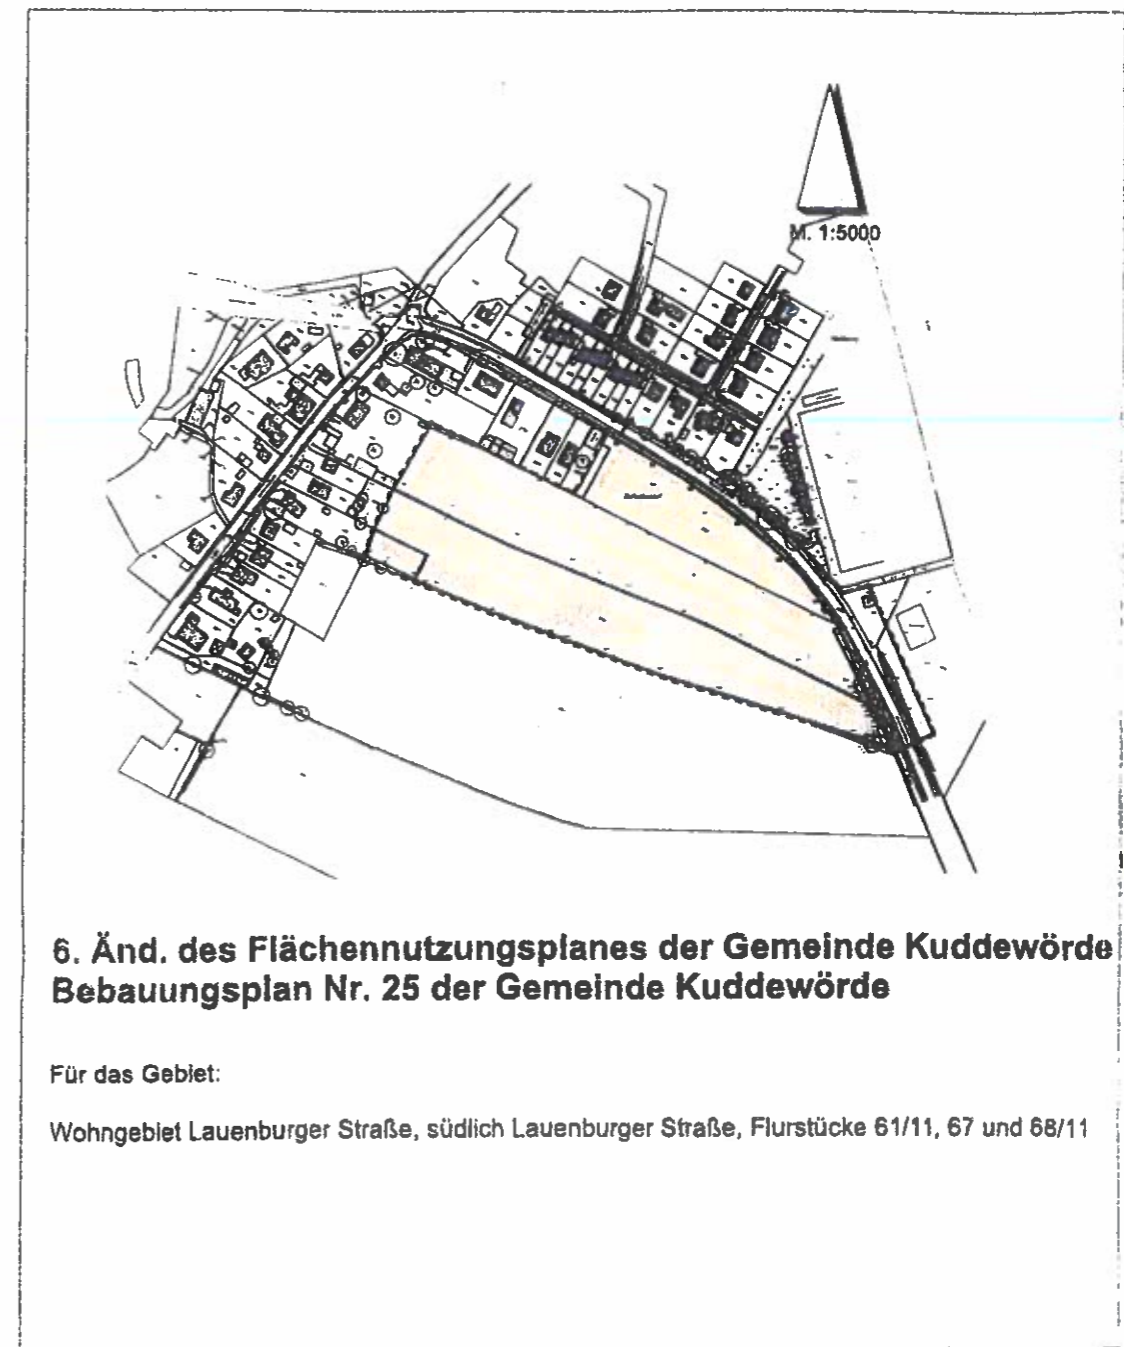 M. 1:5000
6. Änd. des Flächennutzungsplanes der Gemeinde Kuddewörde
Bebauungsplan Nr. 25 der Gemeinde Kuddewörde
Für das Gebiet:
Wohngebiet Lauenburger Straße, südlich Lauenburger Straße, Flurstücke 61/11, 67 und 68/11